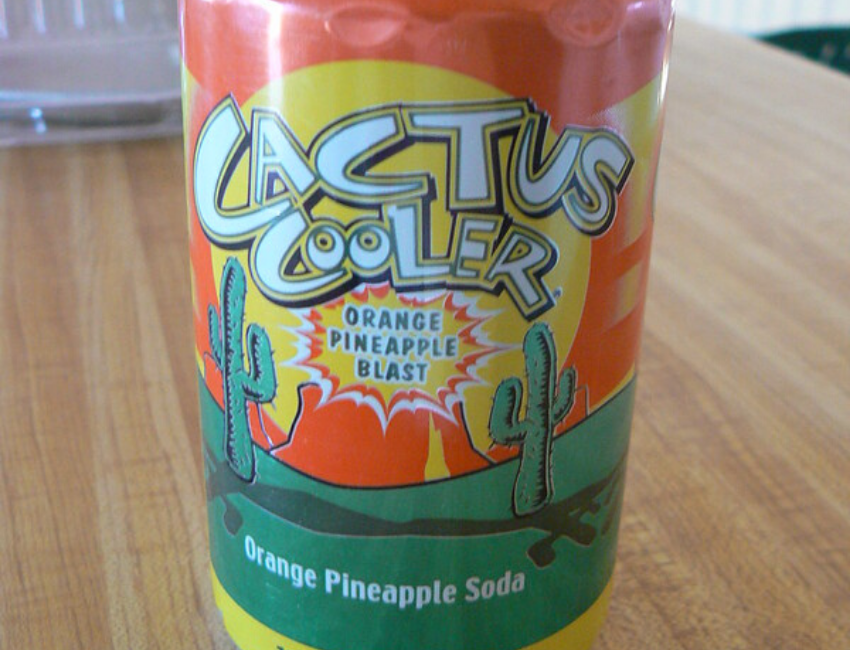 CACTUS
COOLER
ORANGE
PINEAPPLE
BLAST
Orange Pineapple Soda